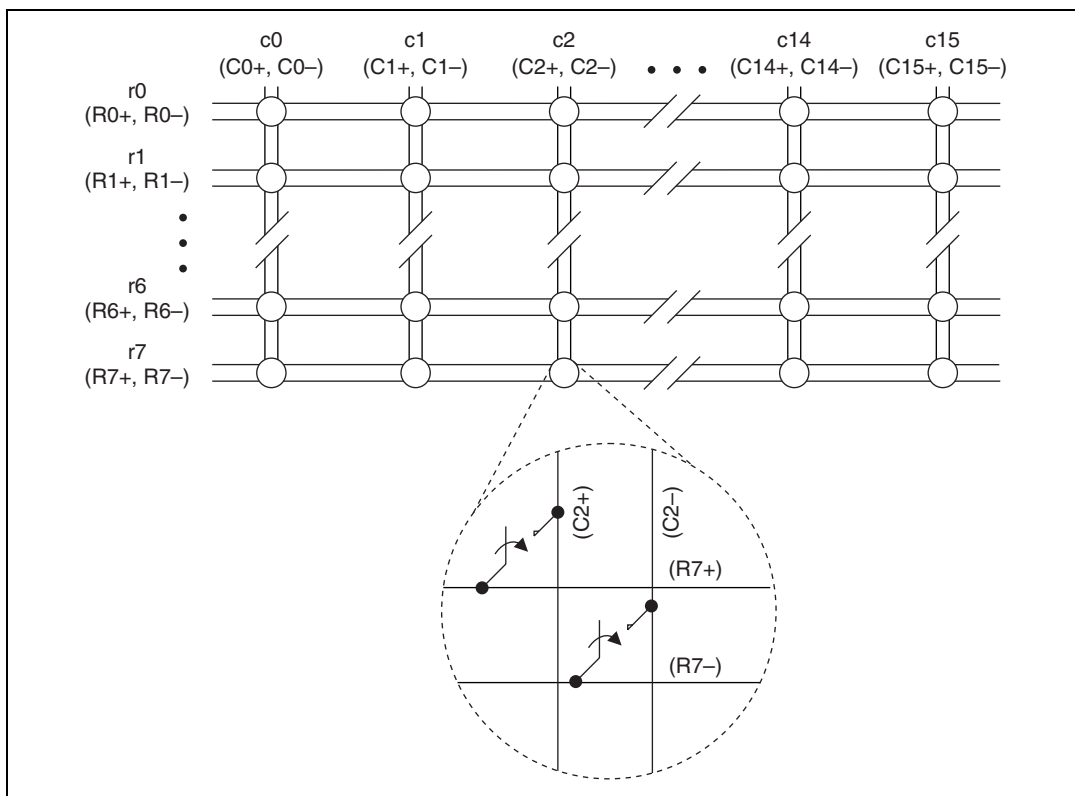 c0 c1 c2 c14 c15
(C0+, C0–) (C1+, C1–) (C2+, C2–) • • • (C14+, C14–) (C15+, C15–)
r0
(R0+, R0–)
r1
(R1+, R1–)
r6
(R6+, R6–)
r7
(R7+, R7–)
(C2+)
(C2–)
(R7+)
(R7–)